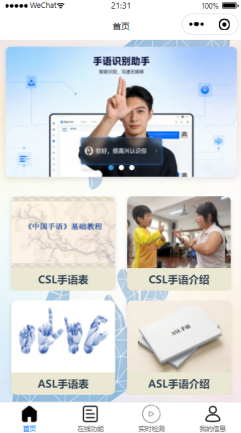 WeChat
21:31
100%
首页
手语识别助手
智能识别，沟通无障碍
你好，很高兴认识你
《中国手语》基础教程
CSL手语表
CSL手语介绍
ASL手语
ASL手语表
ASL手语介绍
首页
在线功能
实时检测
我的信息